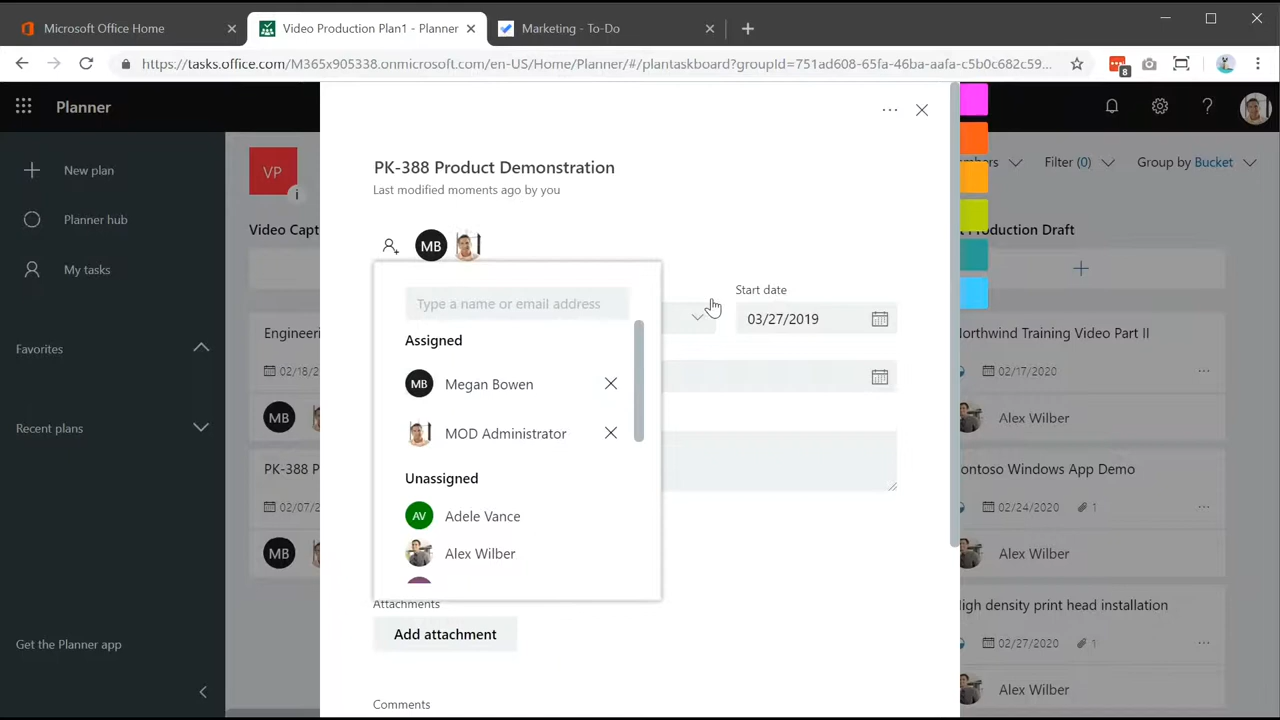 Microsoft Office Home
Video Production Plan1 - Planner
Marketing - To-Do
https://tasks.office.com/M365x905338.onmicrosoft.com/en-US/Home/Planner/#/plantaskboard?groupId=751ad608-65fa-46ba-aafa-c5b0c682c59...
8
Planner
New plan
Planner hub
My tasks
Favorites
Recent plans
Get the Planner app
VP
i
Filter (0)
Group by Bucket
Video Capt
Engineeri
02/18/
MB
PK-388 P
02/07/
MB
PK-388 Product Demonstration
Last modified moments ago by you
MB
Type a name or email address
Assigned
MB Megan Bowen
MOD Administrator
Unassigned
AV Adele Vance
Alex Wilber
Start date
03/27/2019
Attachments
Add attachment
Comments
Production Draft
orthwind Training Video Part II
02/17/2020
Alex Wilber
ontoso Windows App Demo
02/24/2020
1
Alex Wilber
igh density print head installation
02/27/2020
1
Alex Wilber